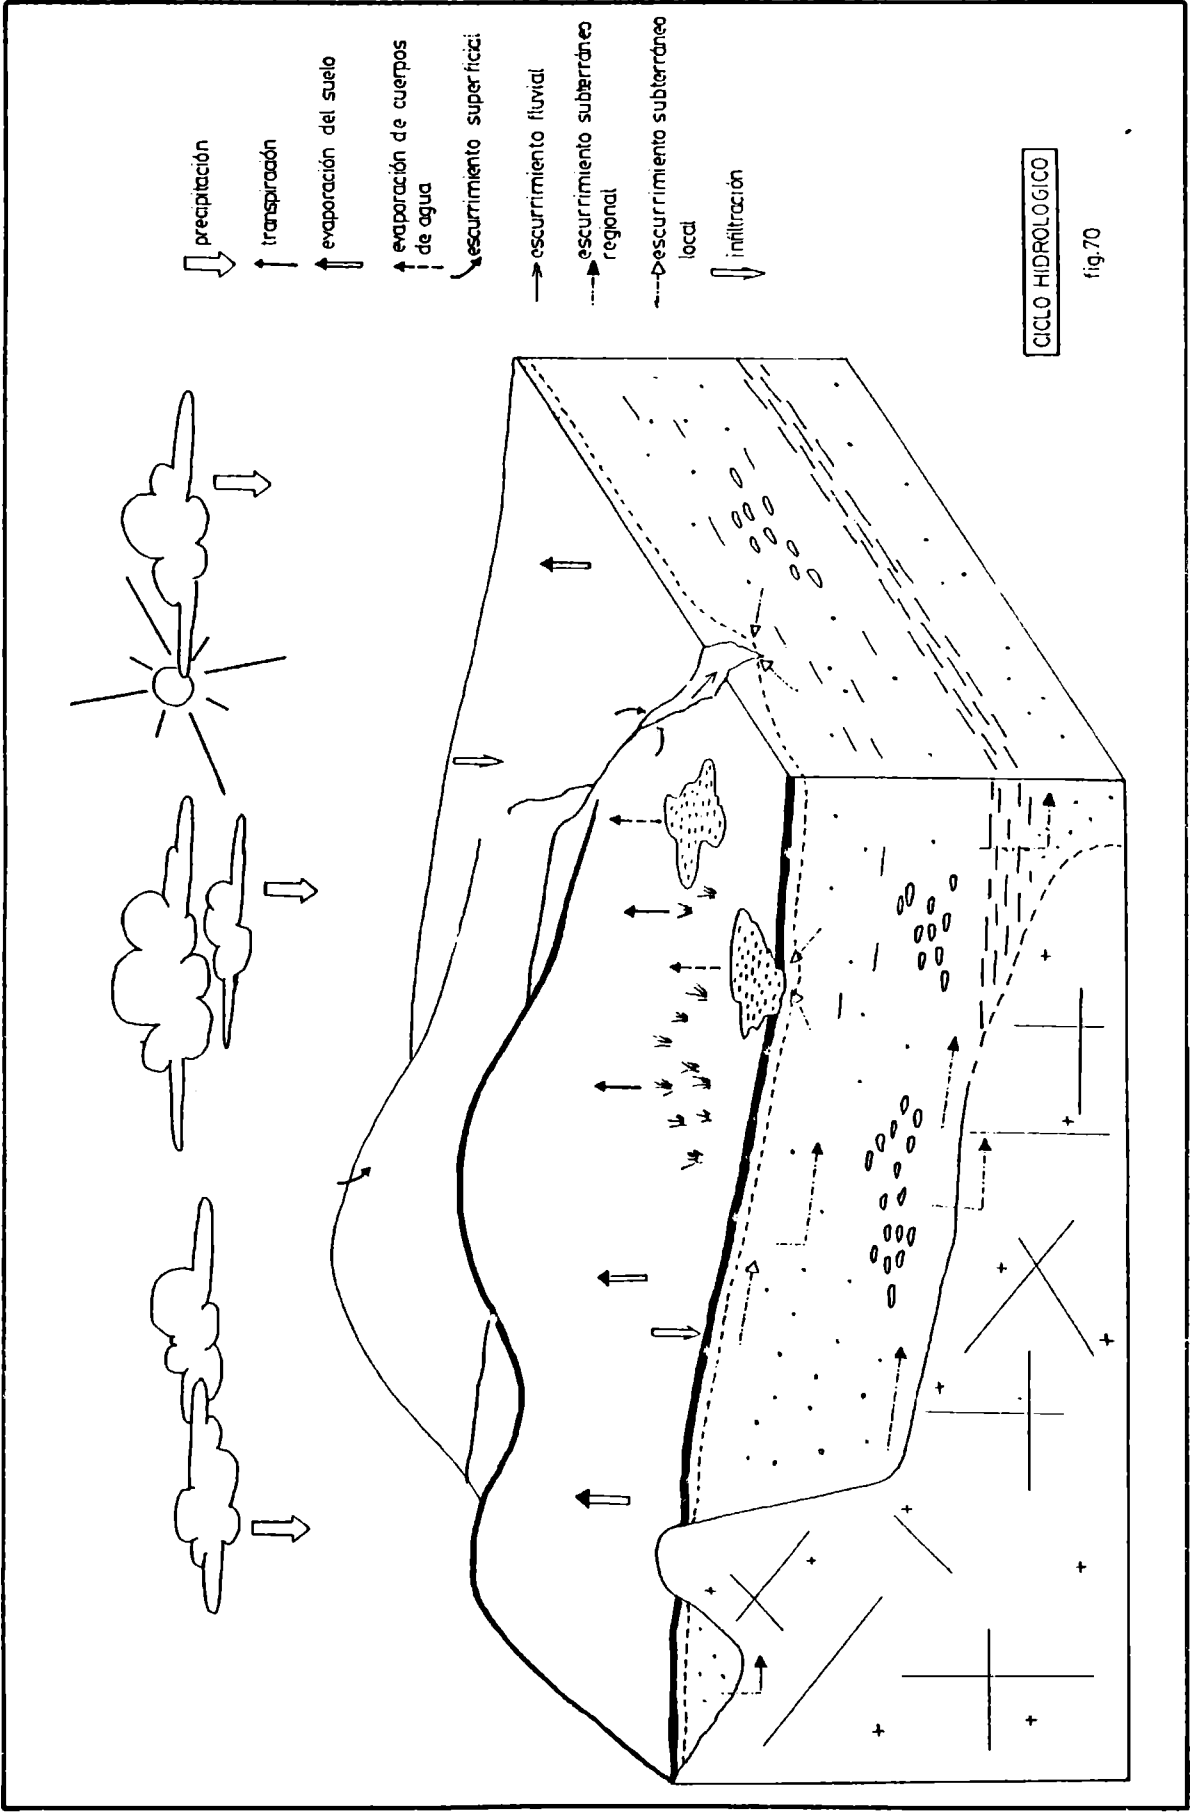 precipitación
transpiración
evaporación del suelo
evaporación de cuerpos
de agua
escurrimiento superficial
escurrimiento fluvial
escurrimiento subterráneo
regional
escurrimiento subterráneo
local
infiltración
CICLO HIDROLOGICO
fig.70